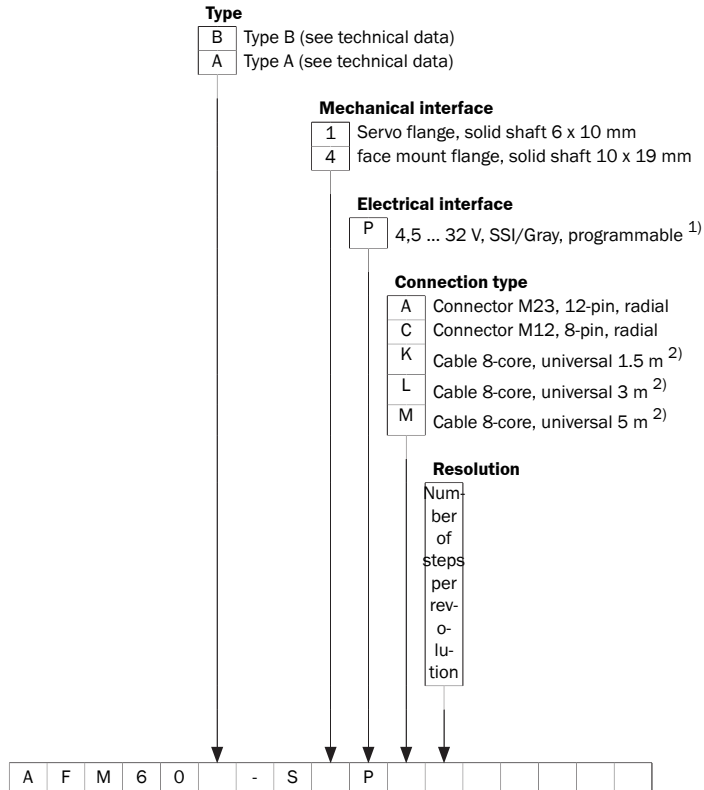 Type
B Type B (see technical data)
A Type A (see technical data)
Mechanical interface
1 Servo flange, solid shaft 6 x 10 mm
4 face mount flange, solid shaft 10 x 19 mm
Electrical interface
P 4,5 ... 32 V, SSI/Gray, programmable 1)
Connection type
A Connector M23, 12-pin, radial
C Connector M12, 8-pin, radial
K Cable 8-core, universal 1.5 m 2)
L Cable 8-core, universal 3 m 2)
M Cable 8-core, universal 5 m 2)
Resolution
Num-
ber
of
steps
per
rev-
o-
lu-
tion
A F M 6 0 - S P